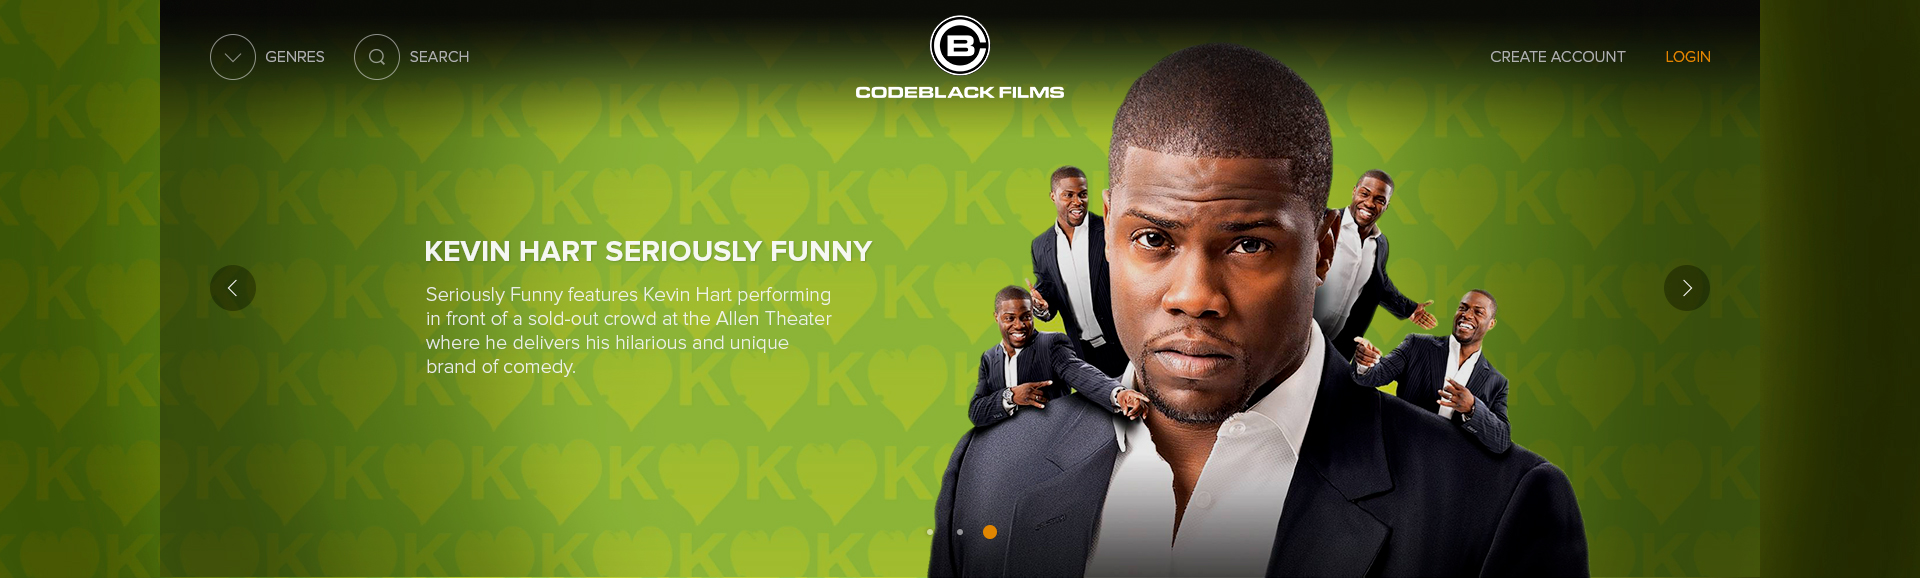 GENRES
SEARCH
CB
CODEBLACK FILMS
CREATE ACCOUNT
LOGIN
KEVIN HART SERIOUSLY FUNNY
Seriously Funny features Kevin Hart performing
in front of a sold-out crowd at the Allen Theater
where he delivers his hilarious and unique
brand of comedy.